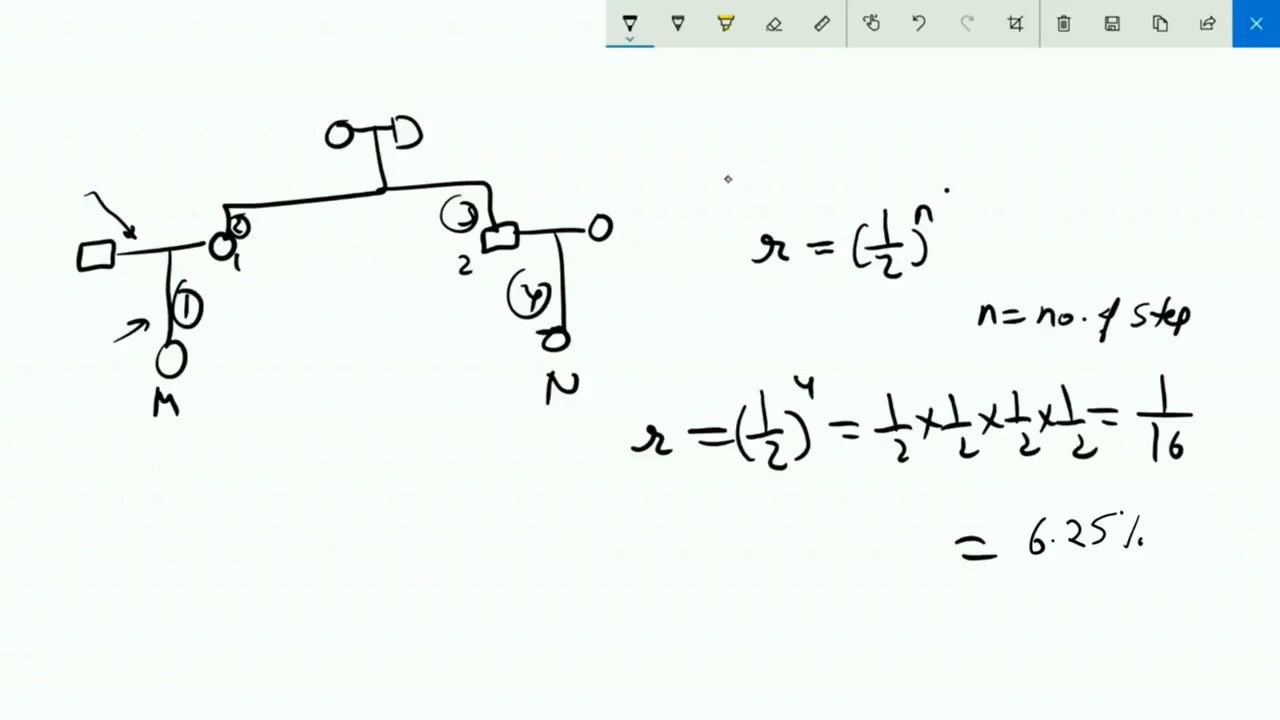 ② ③
1 2
① ④
M N
r = (1/2)^n
n = no. of step
r = (1/2)^4 = 1/2 × 1/2 × 1/2 × 1/2 = 1/16
= 6.25%